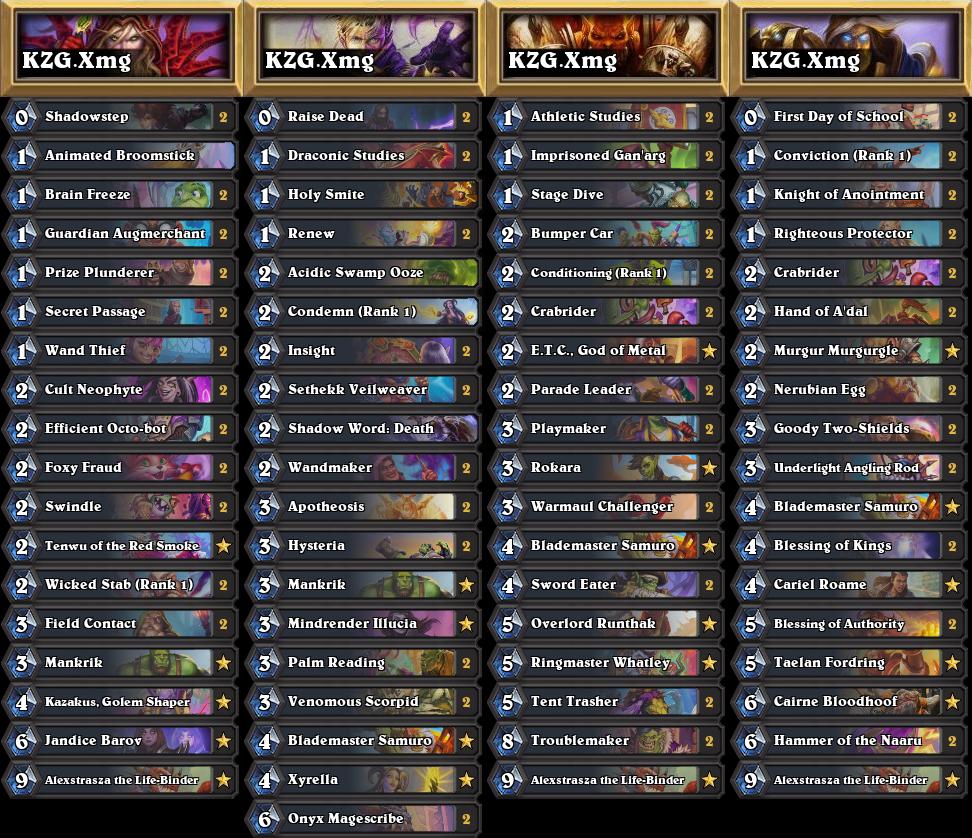 KZG.Xmg
0 Shadowstep 2
1 Animated Broomstick
1 Brain Freeze 2
1 Guardian Augmerchant 2
1 Prize Plunderer 2
1 Secret Passage 2
1 Wand Thief 2
2 Cult Neophyte 2
2 Efficient Octo-bot 2
2 Foxy Fraud 2
2 Swindle 2
2 Tenwu of the Red Smoke
2 Wicked Stab (Rank 1) 2
3 Field Contact 2
3 Mankrik
4 Kazakus, Golem Shaper
6 Jandice Barov
9 Alexstrasza the Life-Binder
KZG.Xmg
0 Raise Dead 2
1 Draconic Studies 2
1 Holy Smite
1 Renew 2
2 Acidic Swamp Ooze
2 Condemn (Rank 1)
2 Insight 2
2 Sethekk Veilweaver 2
2 Shadow Word: Death
2 Wandmaker 2
3 Apotheosis 2
3 Hysteria 2
3 Mankrik
3 Mindrender Illucia
3 Palm Reading 2
3 Venomous Scorpid 2
4 Blademaster Samuro
4 Xyrella
6 Onyx Magescribe 2
KZG.Xmg
1 Athletic Studies 2
1 Imprisoned Gan'arg 2
1 Stage Dive 2
2 Bumper Car 2
2 Conditioning (Rank 1) 2
2 Crabrider 2
2 E.T.C., God of Metal
2 Parade Leader 2
3 Playmaker 2
3 Rokara
3 Warmaul Challenger 2
4 Blademaster Samuro
4 Sword Eater 2
5 Overlord Runthak
5 Ringmaster Whatley
5 Tent Trasher 2
8 Troublemaker 2
9 Alexstrasza the Life-Binder
KZG.Xmg
0 First Day of School 2
1 Conviction (Rank 1) 2
1 Knight of Anointment 2
1 Righteous Protector 2
2 Crabrider 2
2 Hand of A'dal 2
2 Murgur Murgurgle
2 Nerubian Egg 2
3 Goody Two-Shields 2
3 Underlight Angling Rod 2
4 Blademaster Samuro
4 Blessing of Kings 2
4 Cariel Roame
5 Blessing of Authority 2
5 Taelan Fordring
6 Cairne Bloodhoof
6 Hammer of the Naaru 2
9 Alexstrasza the Life-Binder